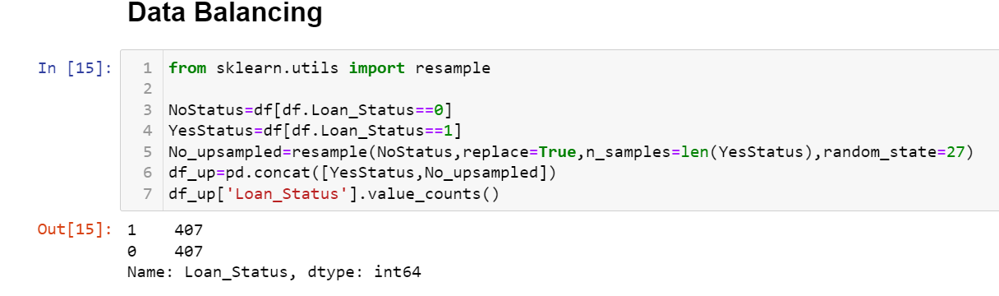 Data Balancing
In [15]:
1 from sklearn.utils import resample
2
3 NoStatus=df[df.Loan_Status==0]
4 YesStatus=df[df.Loan_Status==1]
5 No_upsampled=resample(NoStatus,replace=True,n_samples=len(YesStatus),random_state=27)
6 df_up=pd.concat([YesStatus,No_upsampled])
7 df_up['Loan_Status'].value_counts()
Out[15]: 1    407
0    407
Name: Loan_Status, dtype: int64